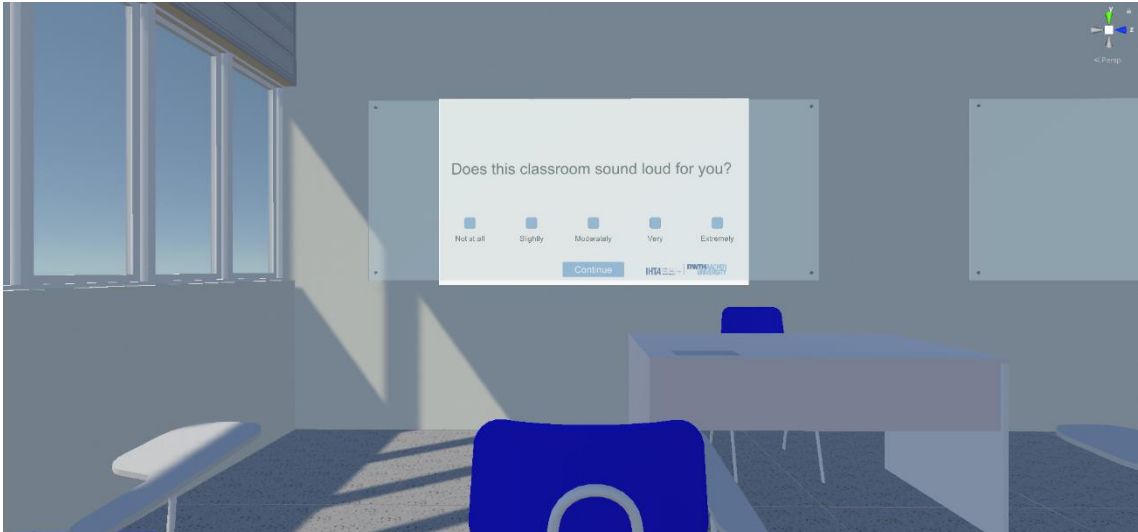 y
z
< Persp
Does this classroom sound loud for you?
Not at all Slightly Moderately Very Extremely
Continue
IHTA RWTH AACHEN
UNIVERSITY